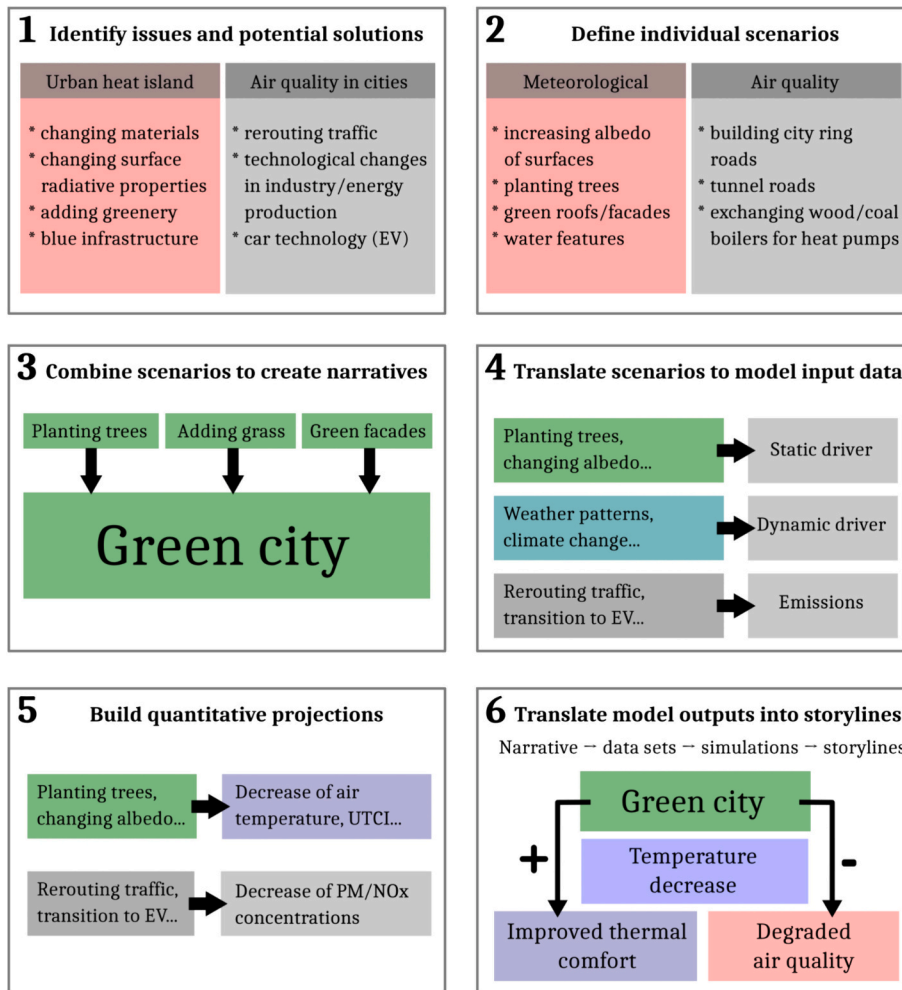 1 Identify issues and potential solutions
Urban heat island
* changing materials
* changing surface
radiative properties
* adding greenery
* blue infrastructure
Air quality in cities
* rerouting traffic
* technological changes
in industry/energy
production
* car technology (EV)
2 Define individual scenarios
Meteorological
* increasing albedo
of surfaces
* planting trees
* green roofs/facades
* water features
Air quality
* building city ring
roads
* tunnel roads
* exchanging wood/coal
boilers for heat pumps
3 Combine scenarios to create narratives
Planting trees
Adding grass
Green facades
Green city
4 Translate scenarios to model input data
Planting trees,
changing albedo...
Static driver
Weather patterns,
climate change...
Dynamic driver
Rerouting traffic,
transition to EV...
Emissions
5 Build quantitative projections
Planting trees,
changing albedo...
Decrease of air
temperature, UTCI...
Rerouting traffic,
transition to EV...
Decrease of PM/NOx
concentrations
6 Translate model outputs into storylines
Narrative → data sets → simulations → storylines
Green city
+
-
Temperature
decrease
Improved thermal
comfort
Degraded
air quality